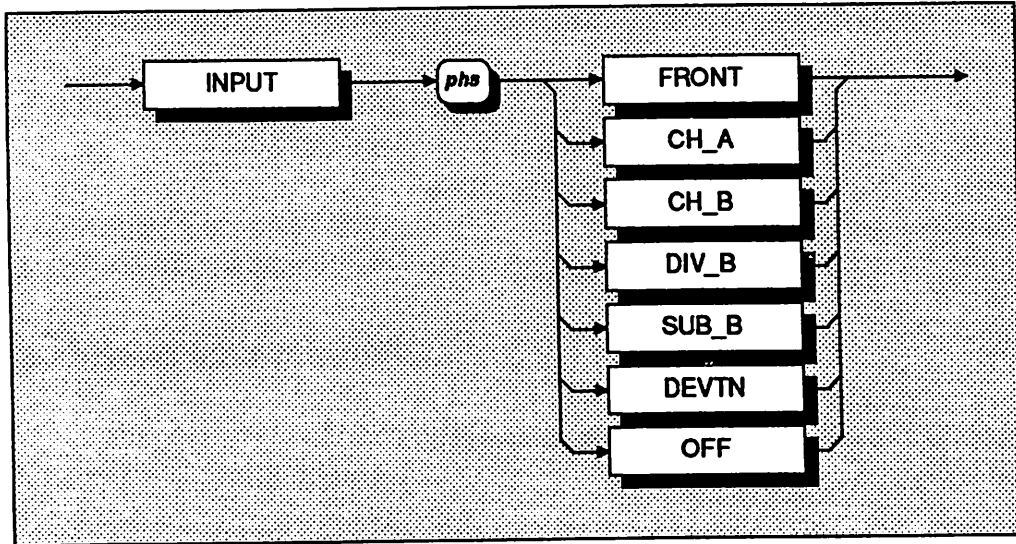 INPUT phs FRONT
CH_A
CH_B
DIV_B
SUB_B
DEVTN
OFF